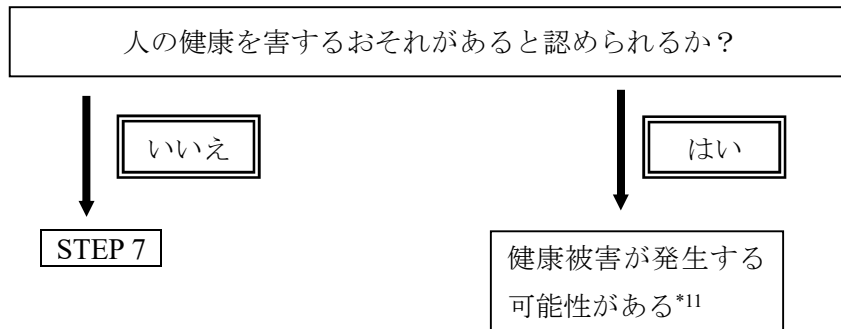 人の健康を害するおそれがあると認められるか？
いいえ
はい
STEP 7
健康被害が発生する
可能性がある*11